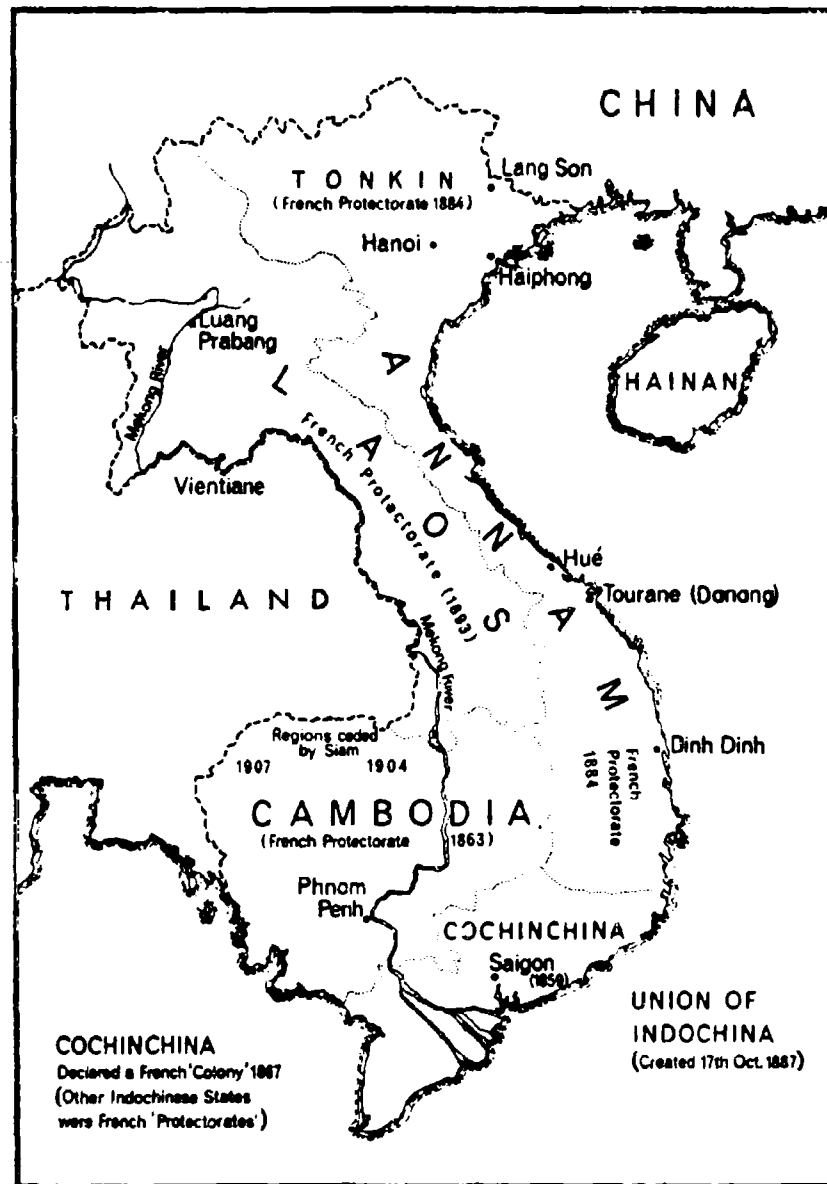 CHINA
TONKIN
(French Protectorate 1884)
Lang Son
Hanoi
Haiphong
Luang
Prabang
Mekong River
HAINAN
ANNAM
LAOS
French Protactorate (1893)
Vientiane
Hué
THAILAND
Tourane (Danang)
Mekong River
Regions ceded
by Siam
1907 1904
Dinh Dinh
French
Protectorate
1884
CAMBODIA
(French Protectorate 1863)
Phnom
Penh
COCHINCHINA
Saigon
(1859)
UNION OF
INDOCHINA
(Created 17th Oct. 1887)
COCHINCHINA
Declared a French 'Colony' 1867
(Other Indochinese States
were French 'Protectorates')